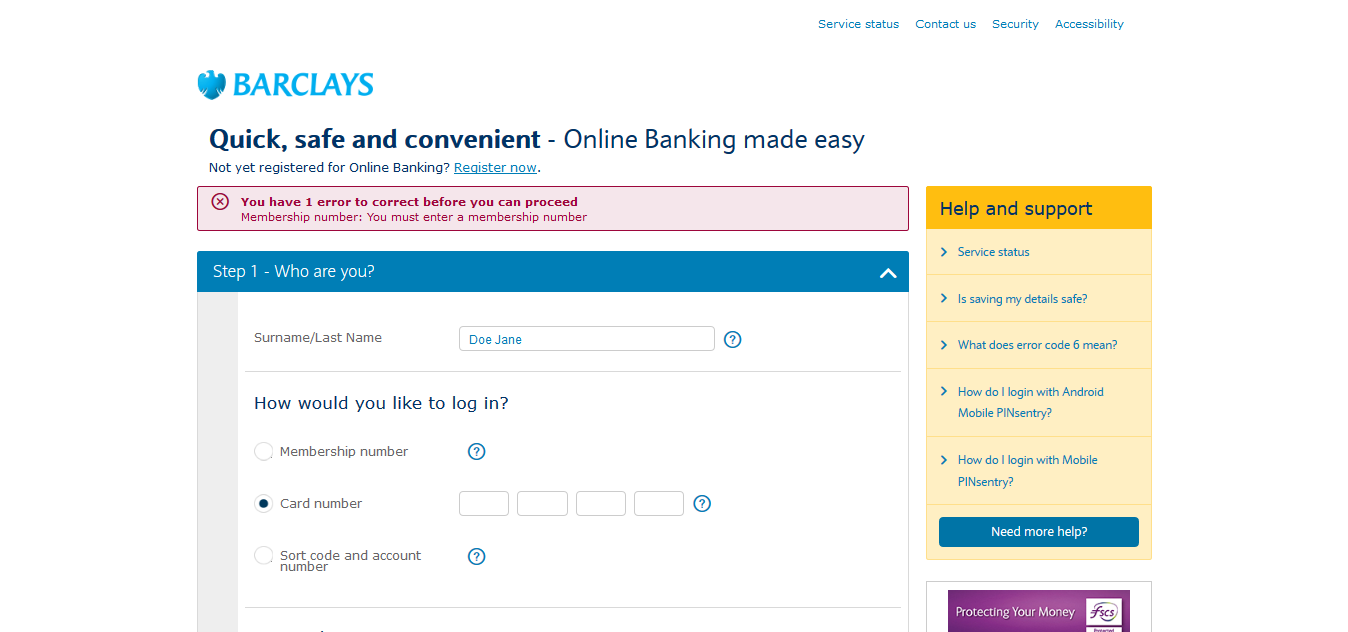 Service status Contact us Security Accessibility
BARCLAYS
Quick, safe and convenient - Online Banking made easy
Not yet registered for Online Banking? Register now.
You have 1 error to correct before you can proceed
Membership number: You must enter a membership number
Step 1 - Who are you?
Surname/Last Name Doe Jane ?
How would you like to log in?
Membership number ?
Card number ?
Sort code and account
number ?
Help and support
Service status
Is saving my details safe?
What does error code 6 mean?
How do I login with Android
Mobile PINsentry?
How do I login with Mobile
PINsentry?
Need more help?
Protecting Your Money fscs
Protected